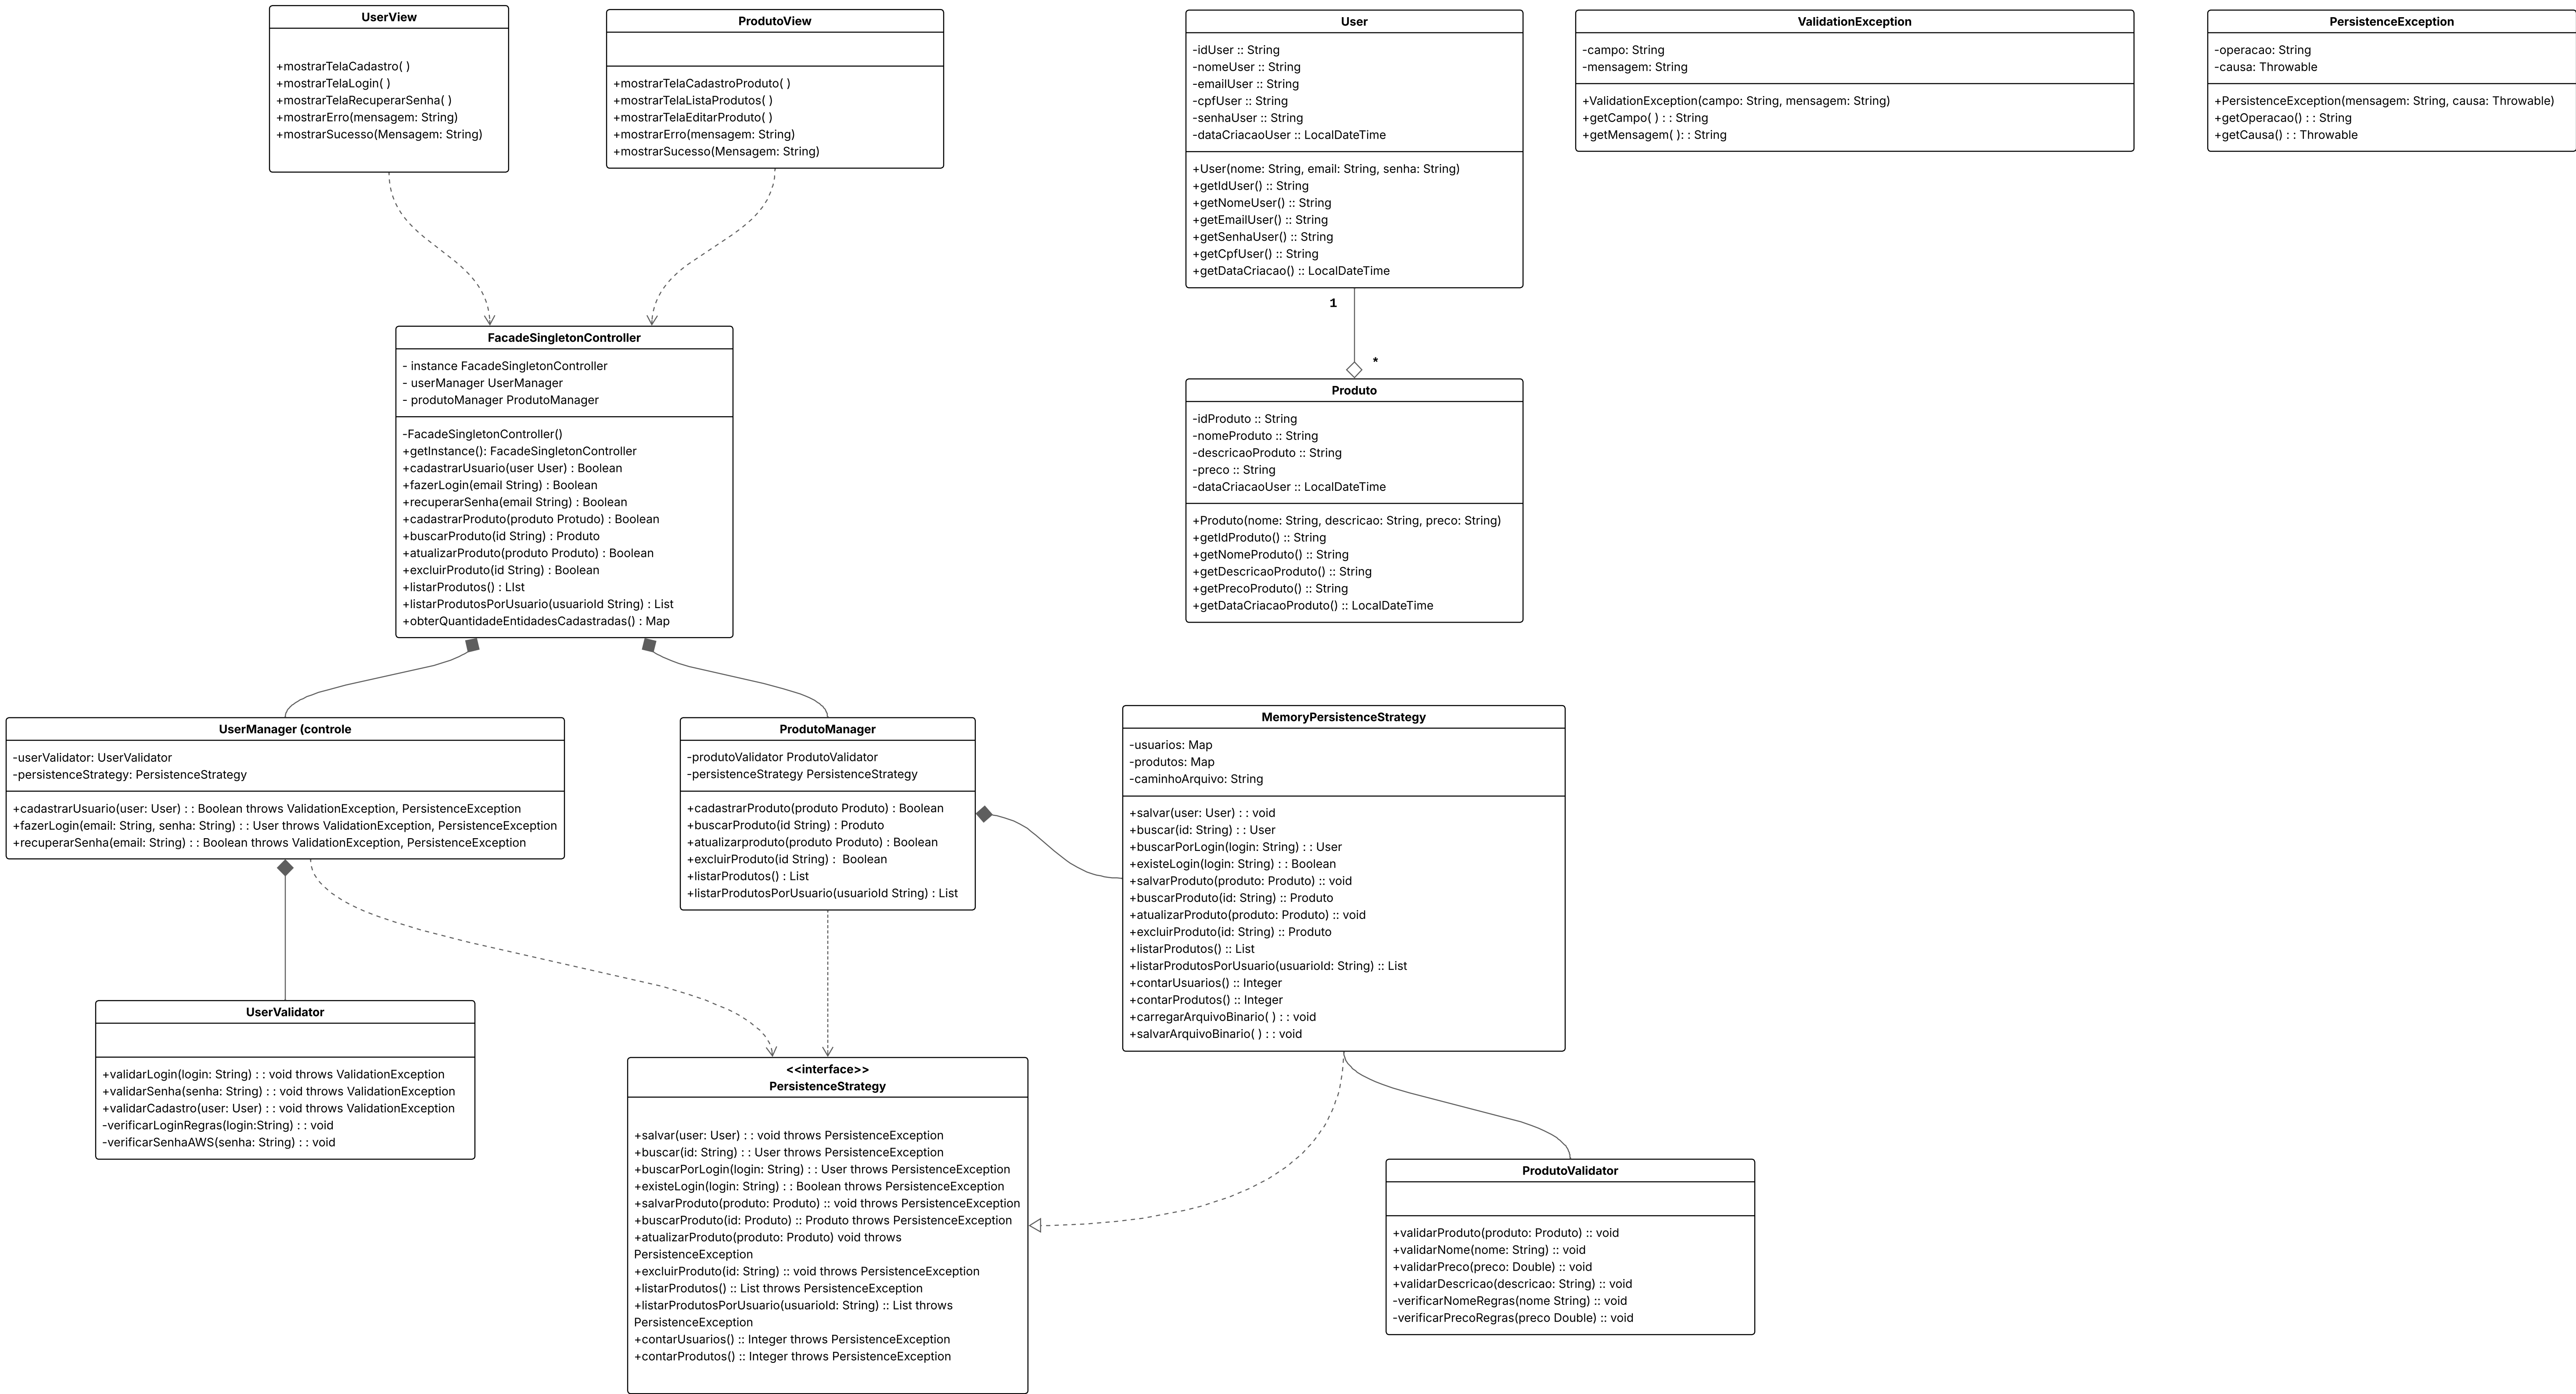 UserView
+mostrarTelaCadastro( )
+mostrarTelaLogin( )
+mostrarTelaRecuperarSenha( )
+mostrarErro(mensagem: String)
+mostrarSucesso(Mensagem: String)
ProdutoView
+mostrarTelaCadastroProduto( )
+mostrarTelaListaProdutos( )
+mostrarTelaEditarProduto( )
+mostrarErro(mensagem: String)
+mostrarSucesso(Mensagem: String)
User
-idUser :: String
-nomeUser :: String
-emailUser :: String
-cpfUser :: String
-senhaUser :: String
-dataCriacaoUser :: LocalDateTime
+User(nome: String, email: String, senha: String)
+getIdUser() :: String
+getNomeUser() :: String
+getEmailUser() :: String
+getSenhaUser() :: String
+getCpfUser() :: String
+getDataCriacao() :: LocalDateTime
ValidationException
-campo: String
-mensagem: String
+ValidationException(campo: String, mensagem: String)
+getCampo( ) : : String
+getMensagem( ): : String
PersistenceException
-operacao: String
-causa: Throwable
+PersistenceException(mensagem: String, causa: Throwable)
+getOperacao() : : String
+getCausa() : : Throwable
1
*
FacadeSingletonController
- instance FacadeSingletonController
- userManager UserManager
- produtoManager ProdutoManager
-FacadeSingletonController()
+getInstance(): FacadeSingletonController
+cadastrarUsuario(user User) : Boolean
+fazerLogin(email String) : Boolean
+recuperarSenha(email String) : Boolean
+cadastrarProduto(produto Protudo) : Boolean
+buscarProduto(id String) : Produto
+atualizarProduto(produto Produto) : Boolean
+excluirProduto(id String) : Boolean
+listarProdutos() : LIst
+listarProdutosPorUsuario(usuarioId String) : List
+obterQuantidadeEntidadesCadastradas() : Map
Produto
-idProduto :: String
-nomeProduto :: String
-descricaoProduto :: String
-preco :: String
-dataCriacaoUser :: LocalDateTime
+Produto(nome: String, descricao: String, preco: String)
+getIdProduto() :: String
+getNomeProduto() :: String
+getDescricaoProduto() :: String
+getPrecoProduto() :: String
+getDataCriacaoProduto() :: LocalDateTime
UserManager (controle
-userValidator: UserValidator
-persistenceStrategy: PersistenceStrategy
+cadastrarUsuario(user: User) : : Boolean throws ValidationException, PersistenceException
+fazerLogin(email: String, senha: String) : : User throws ValidationException, PersistenceException
+recuperarSenha(email: String) : : Boolean throws ValidationException, PersistenceException
ProdutoManager
-produtoValidator ProdutoValidator
-persistenceStrategy PersistenceStrategy
+cadastrarProduto(produto Produto) : Boolean
+buscarProduto(id String) : Produto
+atualizarproduto(produto Produto) : Boolean
+excluirProduto(id String) :  Boolean
+listarProdutos() : List
+listarProdutosPorUsuario(usuarioId String) : List
MemoryPersistenceStrategy
-usuarios: Map
-produtos: Map
-caminhoArquivo: String
+salvar(user: User) : : void
+buscar(id: String) : : User
+buscarPorLogin(login: String) : : User
+existeLogin(login: String) : : Boolean
+salvarProduto(produto: Produto) :: void
+buscarProduto(id: String) :: Produto
+atualizarProduto(produto: Produto) :: void
+excluirProduto(id: String) :: Produto
+listarProdutos() :: List
+listarProdutosPorUsuario(usuarioId: String) :: List
+contarUsuarios() :: Integer
+contarProdutos() :: Integer
+carregarArquivoBinario( ) : : void
+salvarArquivoBinario( ) : : void
UserValidator
+validarLogin(login: String) : : void throws ValidationException
+validarSenha(senha: String) : : void throws ValidationException
+validarCadastro(user: User) : : void throws ValidationException
-verificarLoginRegras(login:String) : : void
-verificarSenhaAWS(senha: String) : : void
<<interface>>
PersistenceStrategy
+salvar(user: User) : : void throws PersistenceException
+buscar(id: String) : : User throws PersistenceException
+buscarPorLogin(login: String) : : User throws PersistenceException
+existeLogin(login: String) : : Boolean throws PersistenceException
+salvarProduto(produto: Produto) :: void throws PersistenceException
+buscarProduto(id: Produto) :: Produto throws PersistenceException
+atualizarProduto(produto: Produto) void throws
PersistenceException
+excluirProduto(id: String) :: void throws PersistenceException
+listarProdutos() :: List throws PersistenceException
+listarProdutosPorUsuario(usuarioId: String) :: List throws
PersistenceException
+contarUsuarios() :: Integer throws PersistenceException
+contarProdutos() :: Integer throws PersistenceException
ProdutoValidator
+validarProduto(produto: Produto) :: void
+validarNome(nome: String) :: void
+validarPreco(preco: Double) :: void
+validarDescricao(descricao: String) :: void
-verificarNomeRegras(nome String) :: void
-verificarPrecoRegras(preco Double) :: void